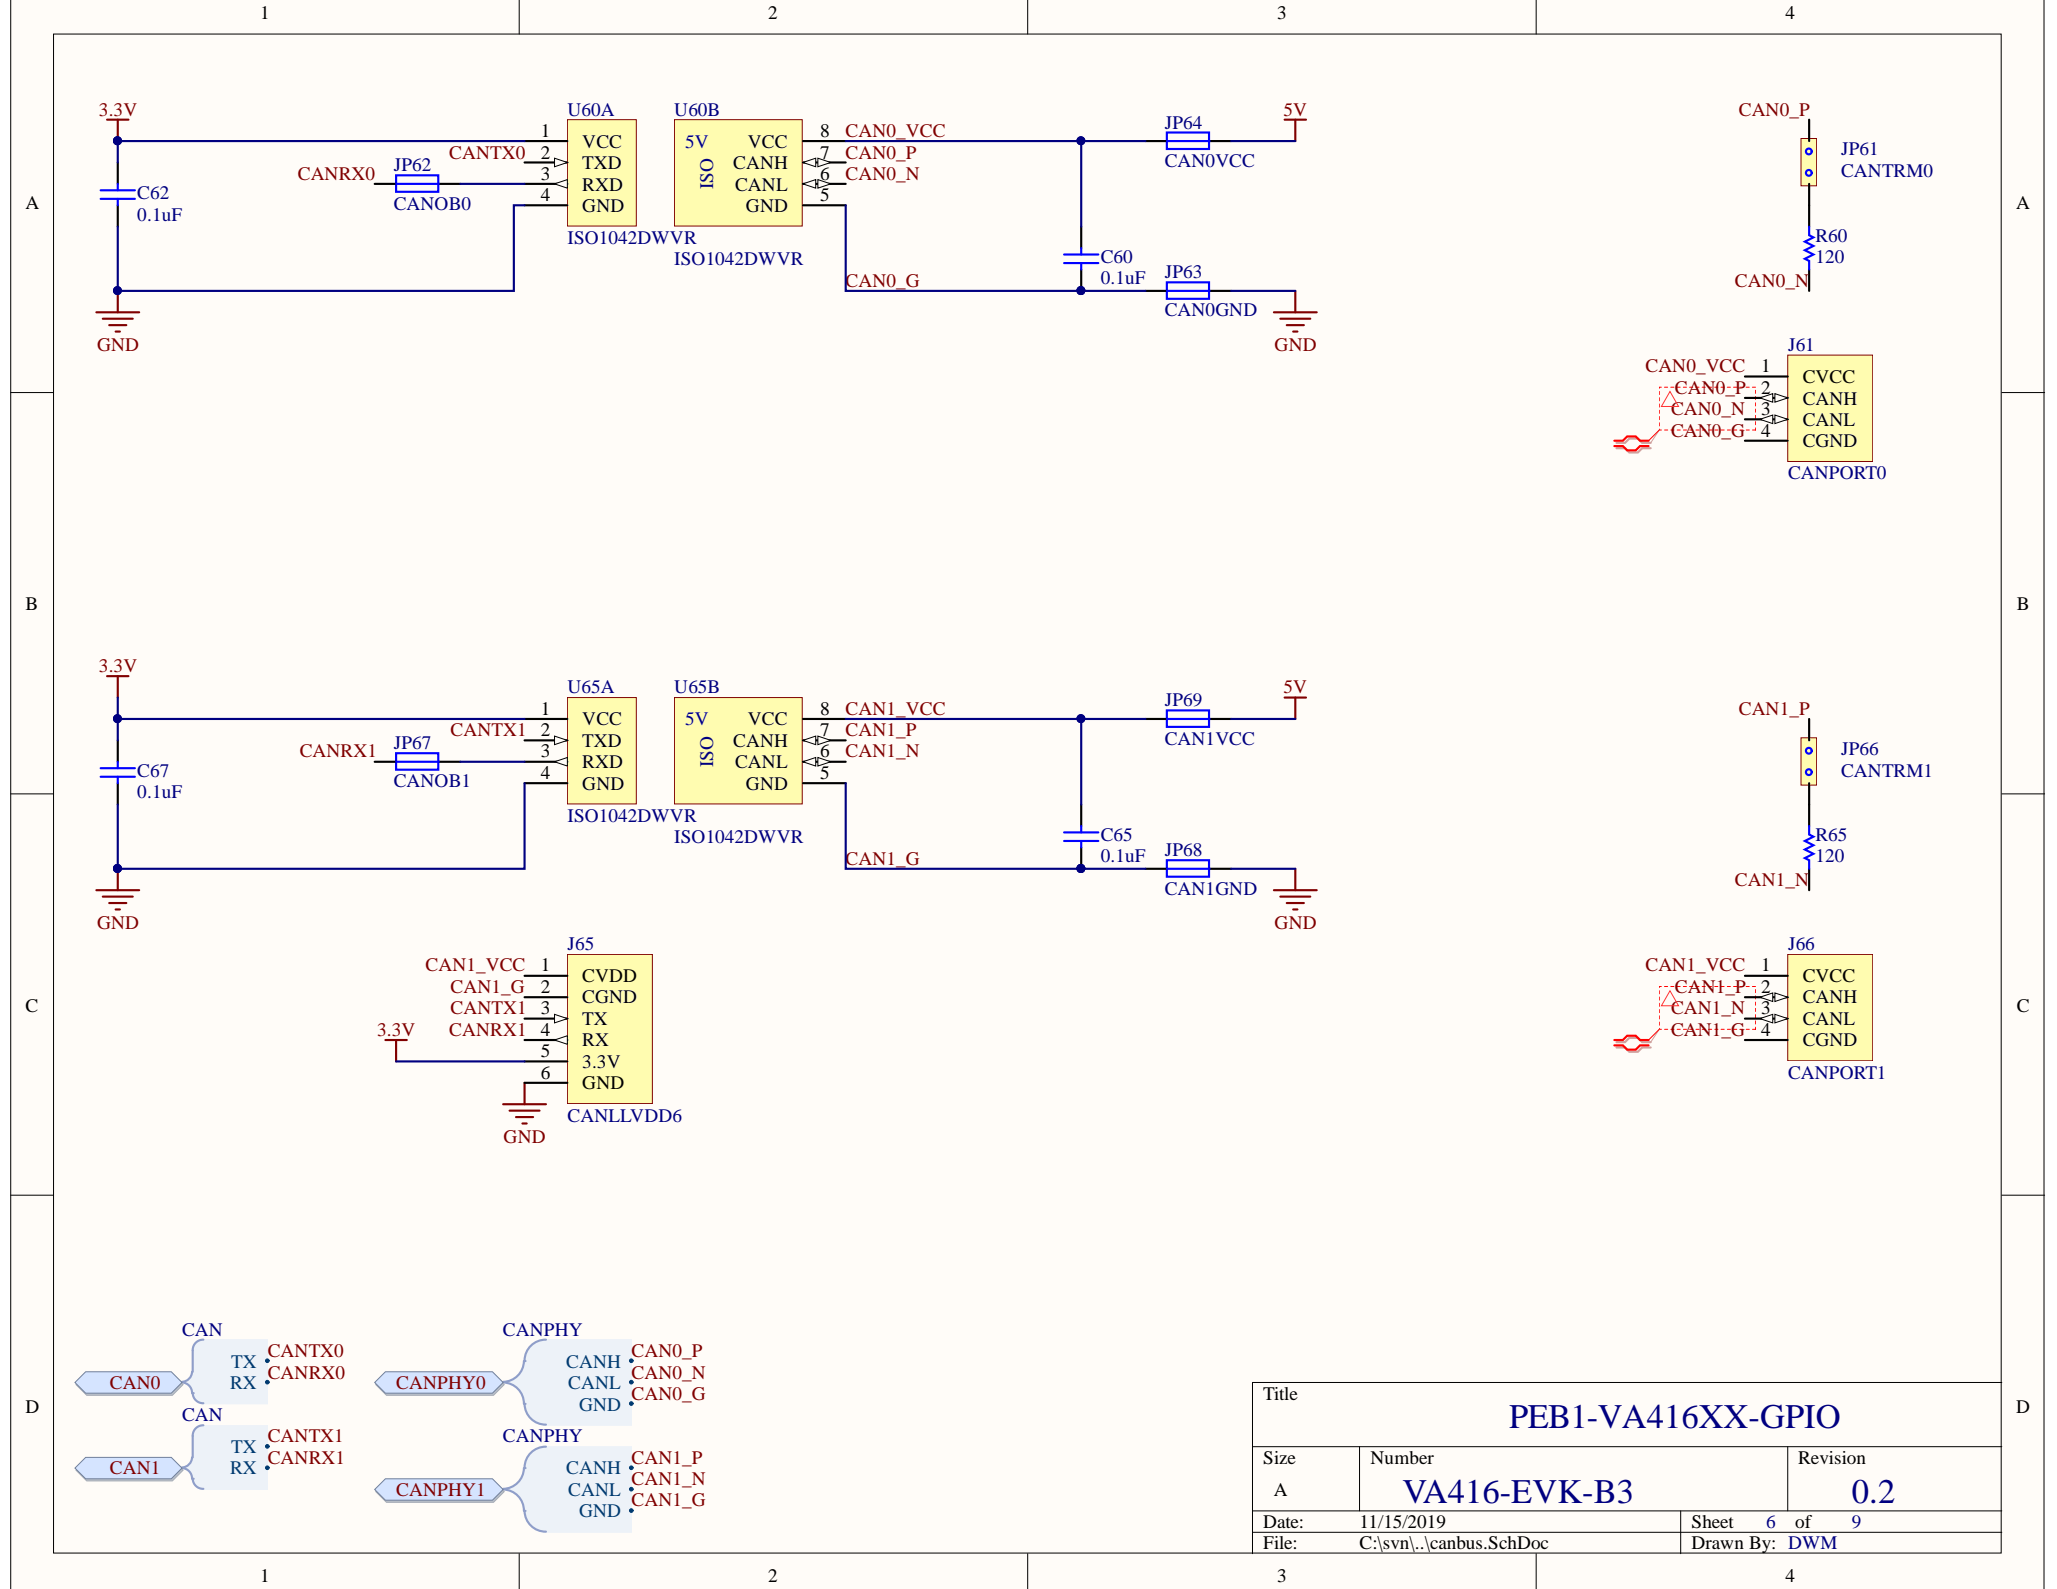 1 2 3 4
A A
B B
C C
D D
3.3V
C62
0.1uF
GND
CANRX0
JP62
CANOB0
CANTX0
U60A
1 VCC
2 TXD
3 RXD
4 GND
ISO1042DWVR
U60B
5V ISO
VCC 8 CAN0_VCC
CANH 7 CAN0_P
CANL 6 CAN0_N
GND 5
ISO1042DWVR
CAN0_G
C60
0.1uF
JP64
CAN0VCC
5V
JP63
CAN0GND
GND
CAN0_P
JP61
CANTRM0
R60
120
CAN0_N
J61
CAN0_VCC 1 CVCC
CAN0_P 2 CANH
CAN0_N 3 CANL
CAN0_G 4 CGND
CANPORT0
3.3V
C67
0.1uF
GND
CANRX1
JP67
CANOB1
CANTX1
U65A
1 VCC
2 TXD
3 RXD
4 GND
ISO1042DWVR
U65B
5V ISO
VCC 8 CAN1_VCC
CANH 7 CAN1_P
CANL 6 CAN1_N
GND 5
ISO1042DWVR
CAN1_G
C65
0.1uF
JP69
CAN1VCC
5V
JP68
CAN1GND
GND
CAN1_P
JP66
CANTRM1
R65
120
CAN1_N
J65
CAN1_VCC 1 CVDD
CAN1_G 2 CGND
CANTX1 3 TX
CANRX1 4 RX
3.3V 5 3.3V
6 GND
GND
CANLLVDD6
J66
CAN1_VCC 1 CVCC
CAN1_P 2 CANH
CAN1_N 3 CANL
CAN1_G 4 CGND
CANPORT1
CAN
CAN0
TX CANTX0
RX CANRX0
CAN
CAN1
TX CANTX1
RX CANRX1
CANPHY
CANPHY0
CANH CAN0_P
CANL CAN0_N
GND CAN0_G
CANPHY
CANPHY1
CANH CAN1_P
CANL CAN1_N
GND CAN1_G
Title
PEB1-VA416XX-GPIO
Size Number Revision
A VA416-EVK-B3 0.2
Date: 11/15/2019 Sheet 6 of 9
File: C:\svn\..\canbus.SchDoc Drawn By: DWM
1 2 3 4